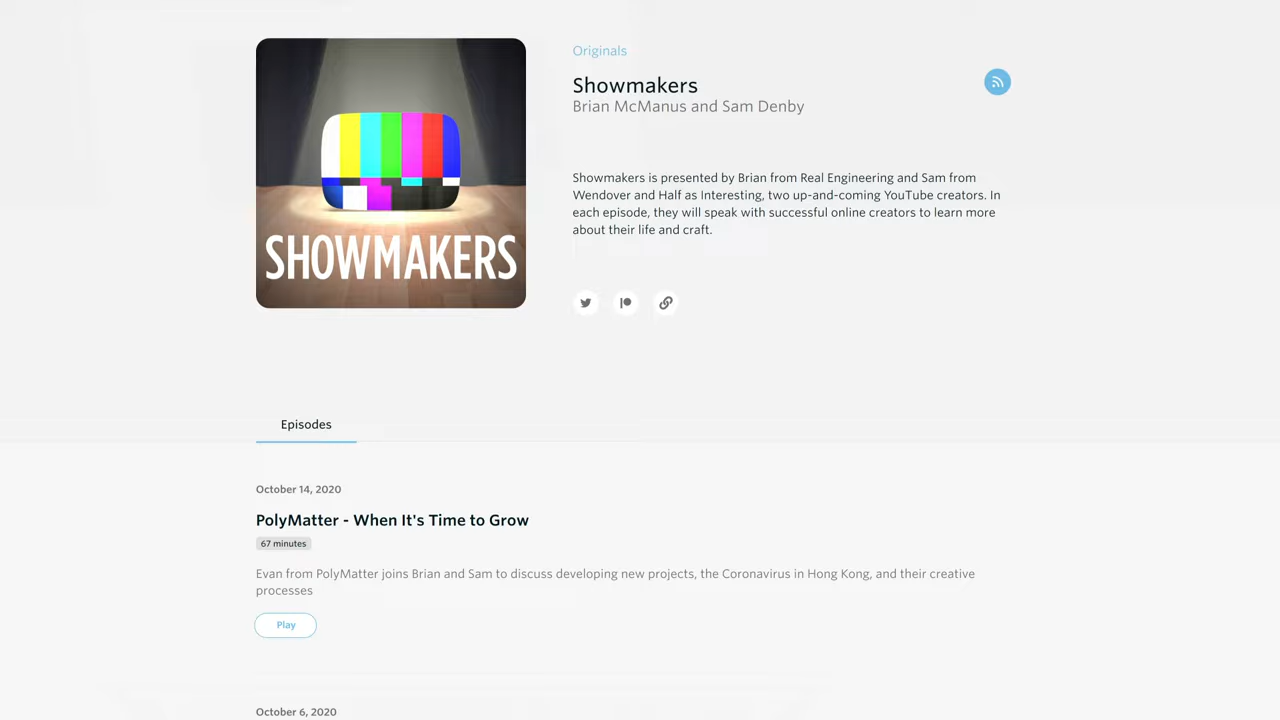 Originals
Showmakers
Brian McManus and Sam Denby
Showmakers is presented by Brian from Real Engineering and Sam from
Wendover and Half as Interesting, two up-and-coming YouTube creators. In
each episode, they will speak with successful online creators to learn more
about their life and craft.
SHOWMAKERS
Episodes
October 14, 2020
PolyMatter - When It's Time to Grow
67 minutes
Evan from PolyMatter joins Brian and Sam to discuss developing new projects, the Coronavirus in Hong Kong, and their creative
processes
Play
October 6, 2020